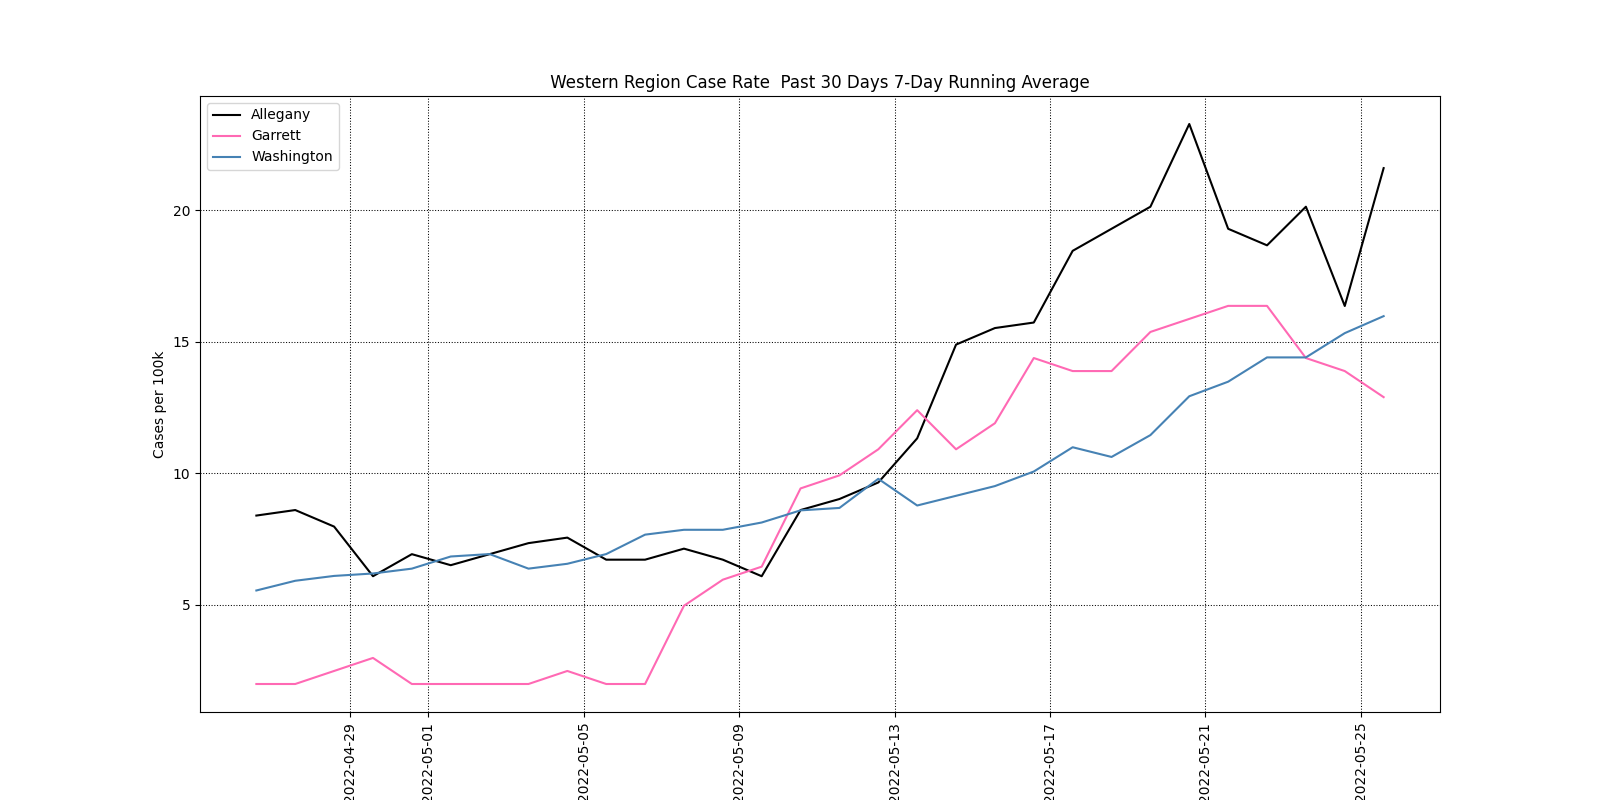 Western Region Case Rate  Past 30 Days 7-Day Running Average
Allegany
Garrett
Washington
Cases per 100k
20
15
10
5
2022-04-29
2022-05-01
2022-05-05
2022-05-09
2022-05-13
2022-05-17
2022-05-21
2022-05-25